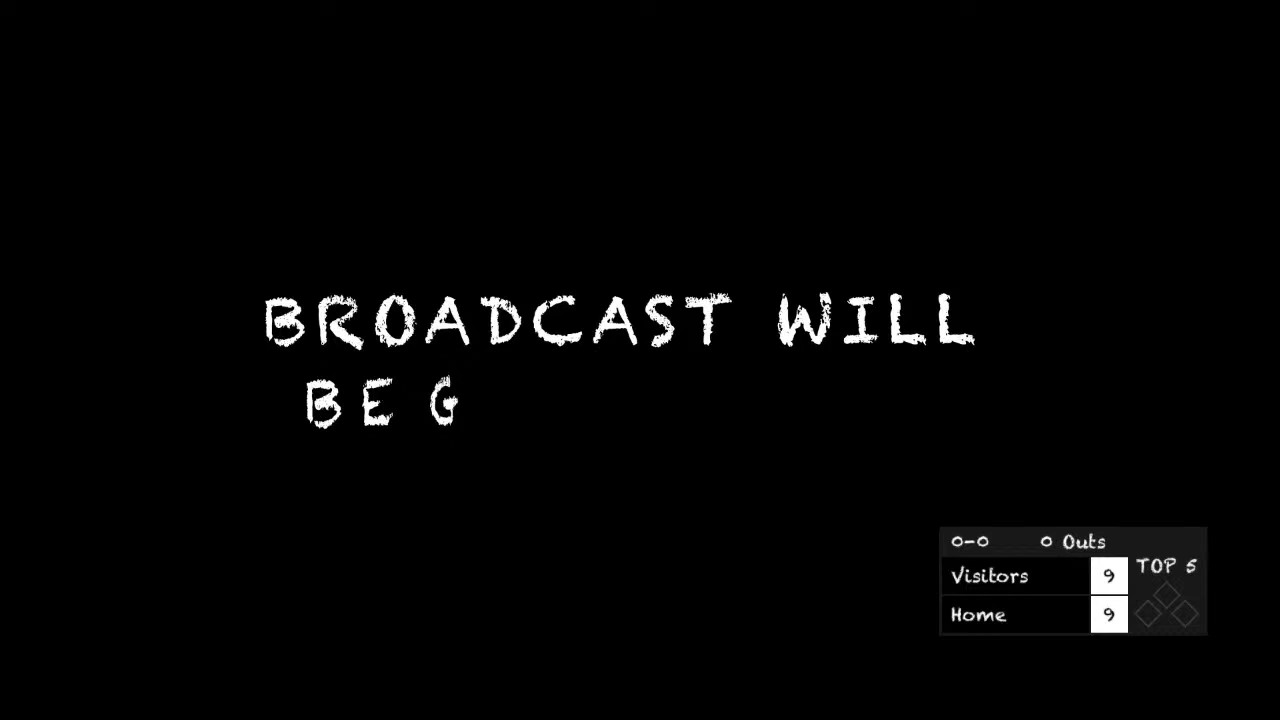 BROADCAST WILL
BE G
0-0 0 Outs
Visitors 9
TOP 5
Home 9